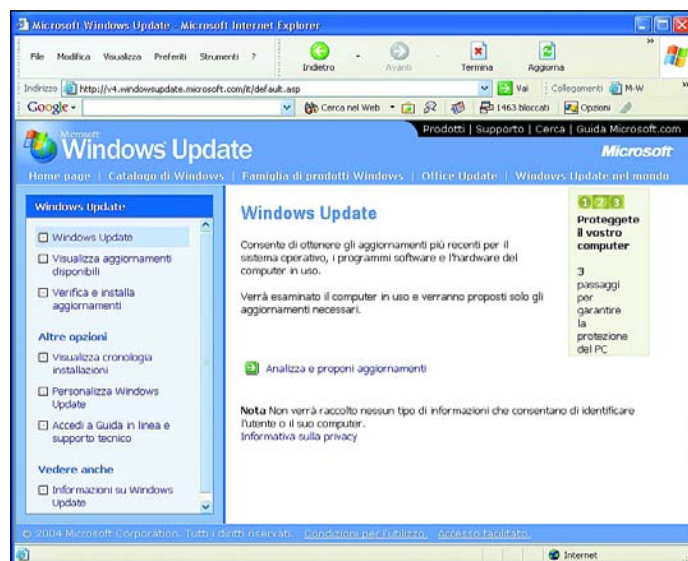 Microsoft Windows Update - Microsoft Internet Explorer
File Modifica Visualizza Preferiti Strumenti ?
Indietro Avanti Termina Aggiorna »
Indirizzo http://v4.windowsupdate.microsoft.com/it/default.asp Vai Collegamenti M-W »
Google Cerca nel Web 1463 bloccati Opzioni
Prodotti | Supporto | Cerca | Guida Microsoft.com
Microsoft
Windows Update
Microsoft
Home page | Catalogo di Windows | Famiglia di prodotti Windows | Office Update | Windows Update nel mondo
Windows Update
Windows Update
Visualizza aggiornamenti
disponibili
Verifica e installa
aggiornamenti
Altre opzioni
Visualizza cronologia
installazioni
Personalizza Windows
Update
Accedi a Guida in linea e
supporto tecnico
Vedere anche
Informazioni su Windows
Update
Windows Update
Consente di ottenere gli aggiornamenti più recenti per il
sistema operativo, i programmi software e l'hardware del
computer in uso.
Verrà esaminato il computer in uso e verranno proposti solo gli
aggiornamenti necessari.
Analizza e proponi aggiornamenti
Nota Non verrà raccolto nessun tipo di informazioni che consentano di identificare
l'utente o il suo computer.
Informativa sulla privacy
1 2 3
Proteggete
il vostro
computer
3
passaggi
per
garantire
la
protezione
del PC
© 2004 Microsoft Corporation. Tutti i diritti riservati. Condizioni per l'utilizzo. Accesso facilitato.
Internet